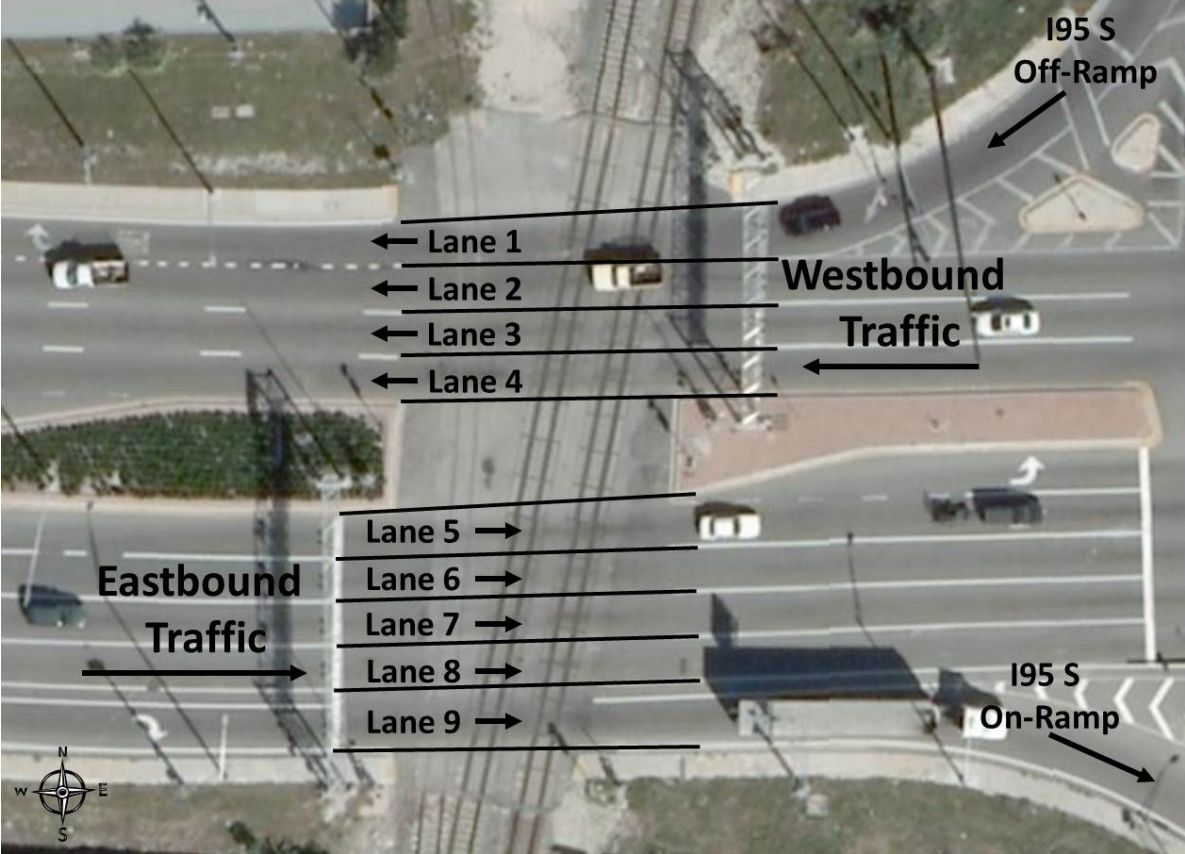 I95 S
Off-Ramp
Lane 1
Lane 2
Westbound
Traffic
Lane 3
Lane 4
Lane 5
Lane 6
Eastbound
Traffic
Lane 7
Lane 8
I95 S
On-Ramp
Lane 9
N
W
E
S